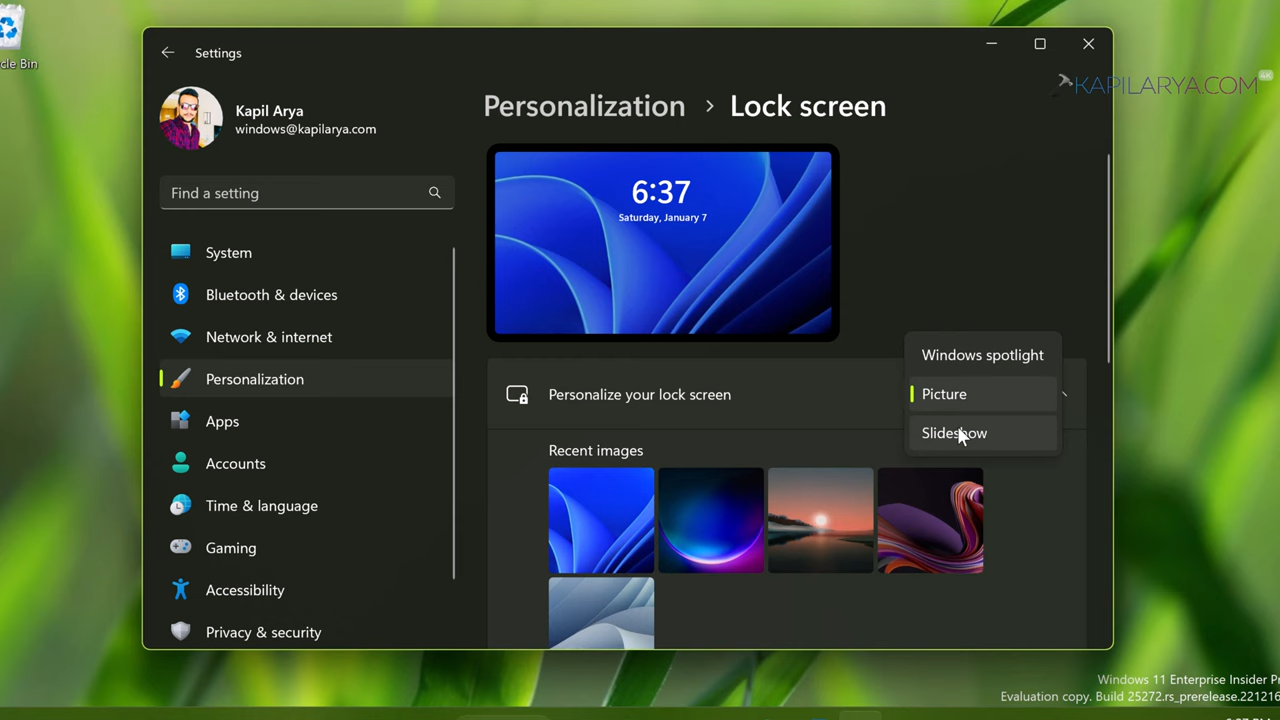 cle Bin
Settings
KAPILARYA.COM
4K
Kapil Arya
windows@kapilarya.com
Find a setting
System
Bluetooth & devices
Network & internet
Personalization
Apps
Accounts
Time & language
Gaming
Accessibility
Privacy & security
Personalization > Lock screen
6:37
Saturday, January 7
Personalize your lock screen
Windows spotlight
Picture
Slideshow
Recent images
Windows 11 Enterprise Insider Pr
Evaluation copy. Build 25272.rs_prerelease.221216